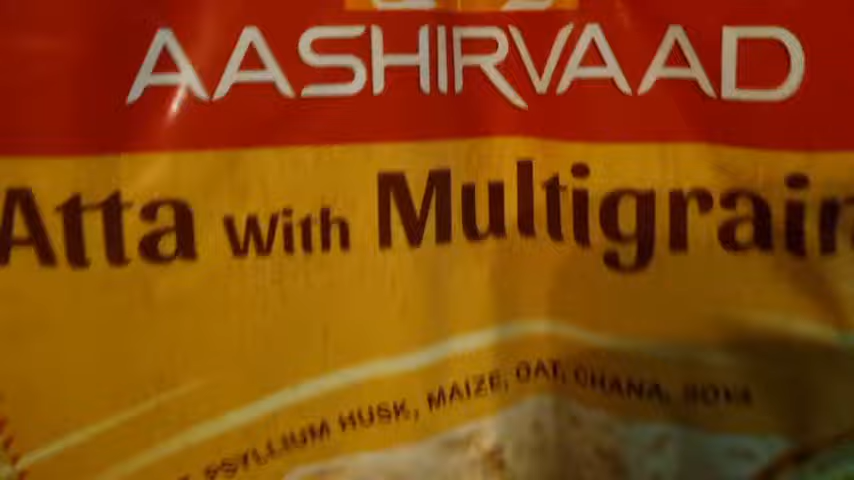 AASHIRVAAD
Atta With Multigrain
PSYLLIUM HUSK, MAIZE, OAT, CHANA, SOYA